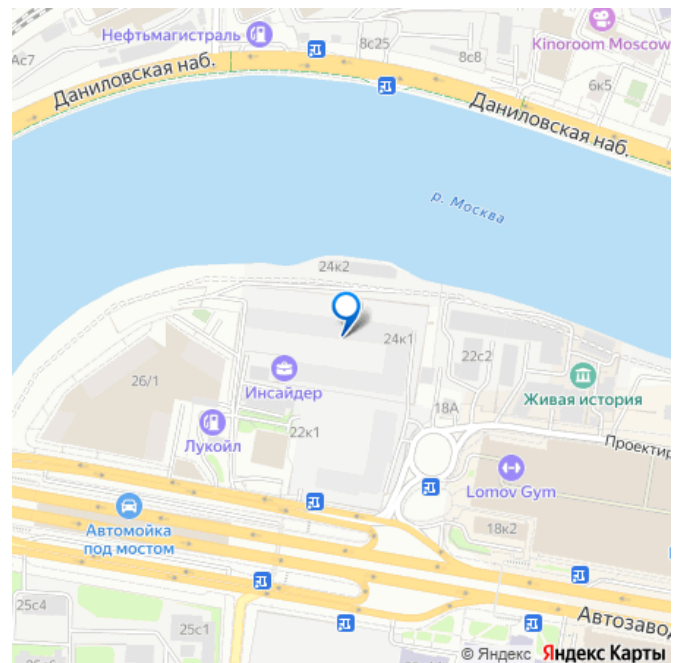 Нефтьмагистраль
8с25
8с8
Kinoroom Moscow
6к5
Даниловская наб.
Даниловская наб.
р. Москва
24к2
24к1
22с2
26/1
Инсайдер
Живая история
18А
Лукойл
22к1
Проектир
Lomov Gym
Автомойка
под мостом
18к2
25с4
25с1
Автозавод
© Яндекс Яндекс Карты